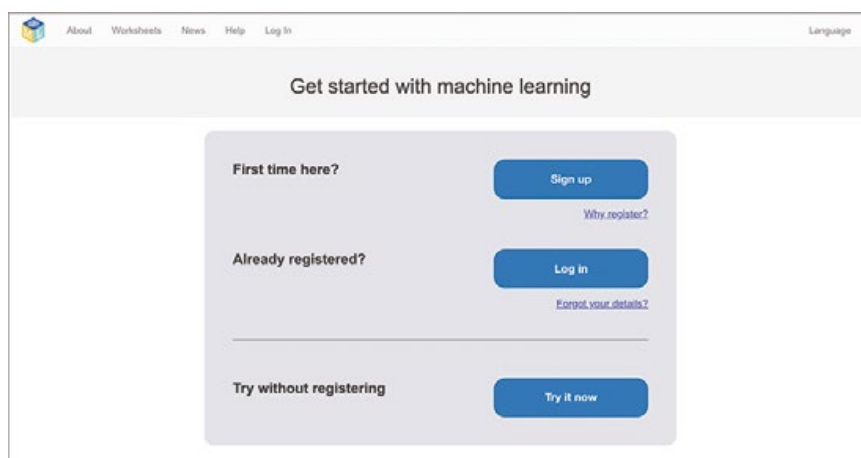 About Worksheets News Help Log In Language
Get started with machine learning
First time here? Sign up
Why register?
Already registered? Log in
Forgot your details?
Try without registering Try it now